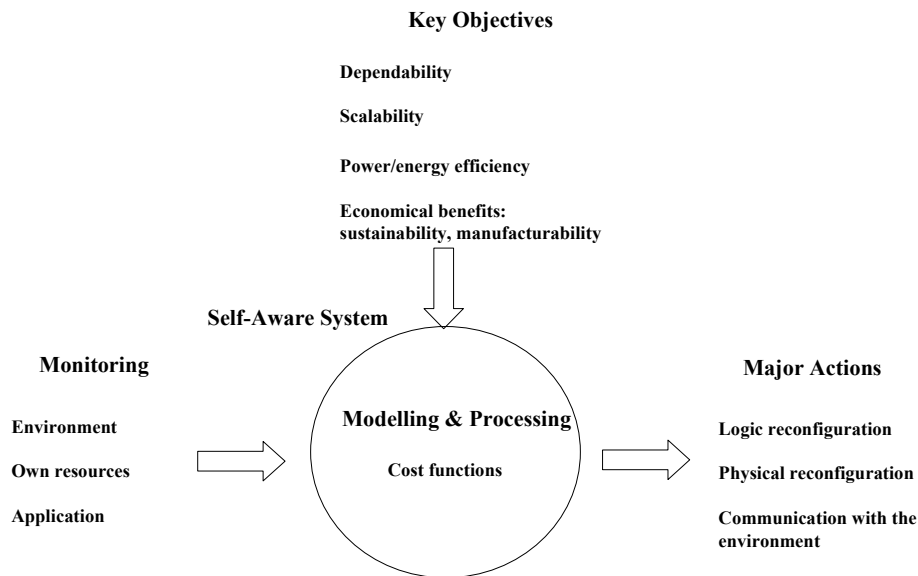 Key Objectives
Dependability
Scalability
Power/energy efficiency
Economical benefits:
sustainability, manufacturability
Self-Aware System
Monitoring
Environment
Own resources
Application
Modelling & Processing
Cost functions
Major Actions
Logic reconfiguration
Physical reconfiguration
Communication with the
environment